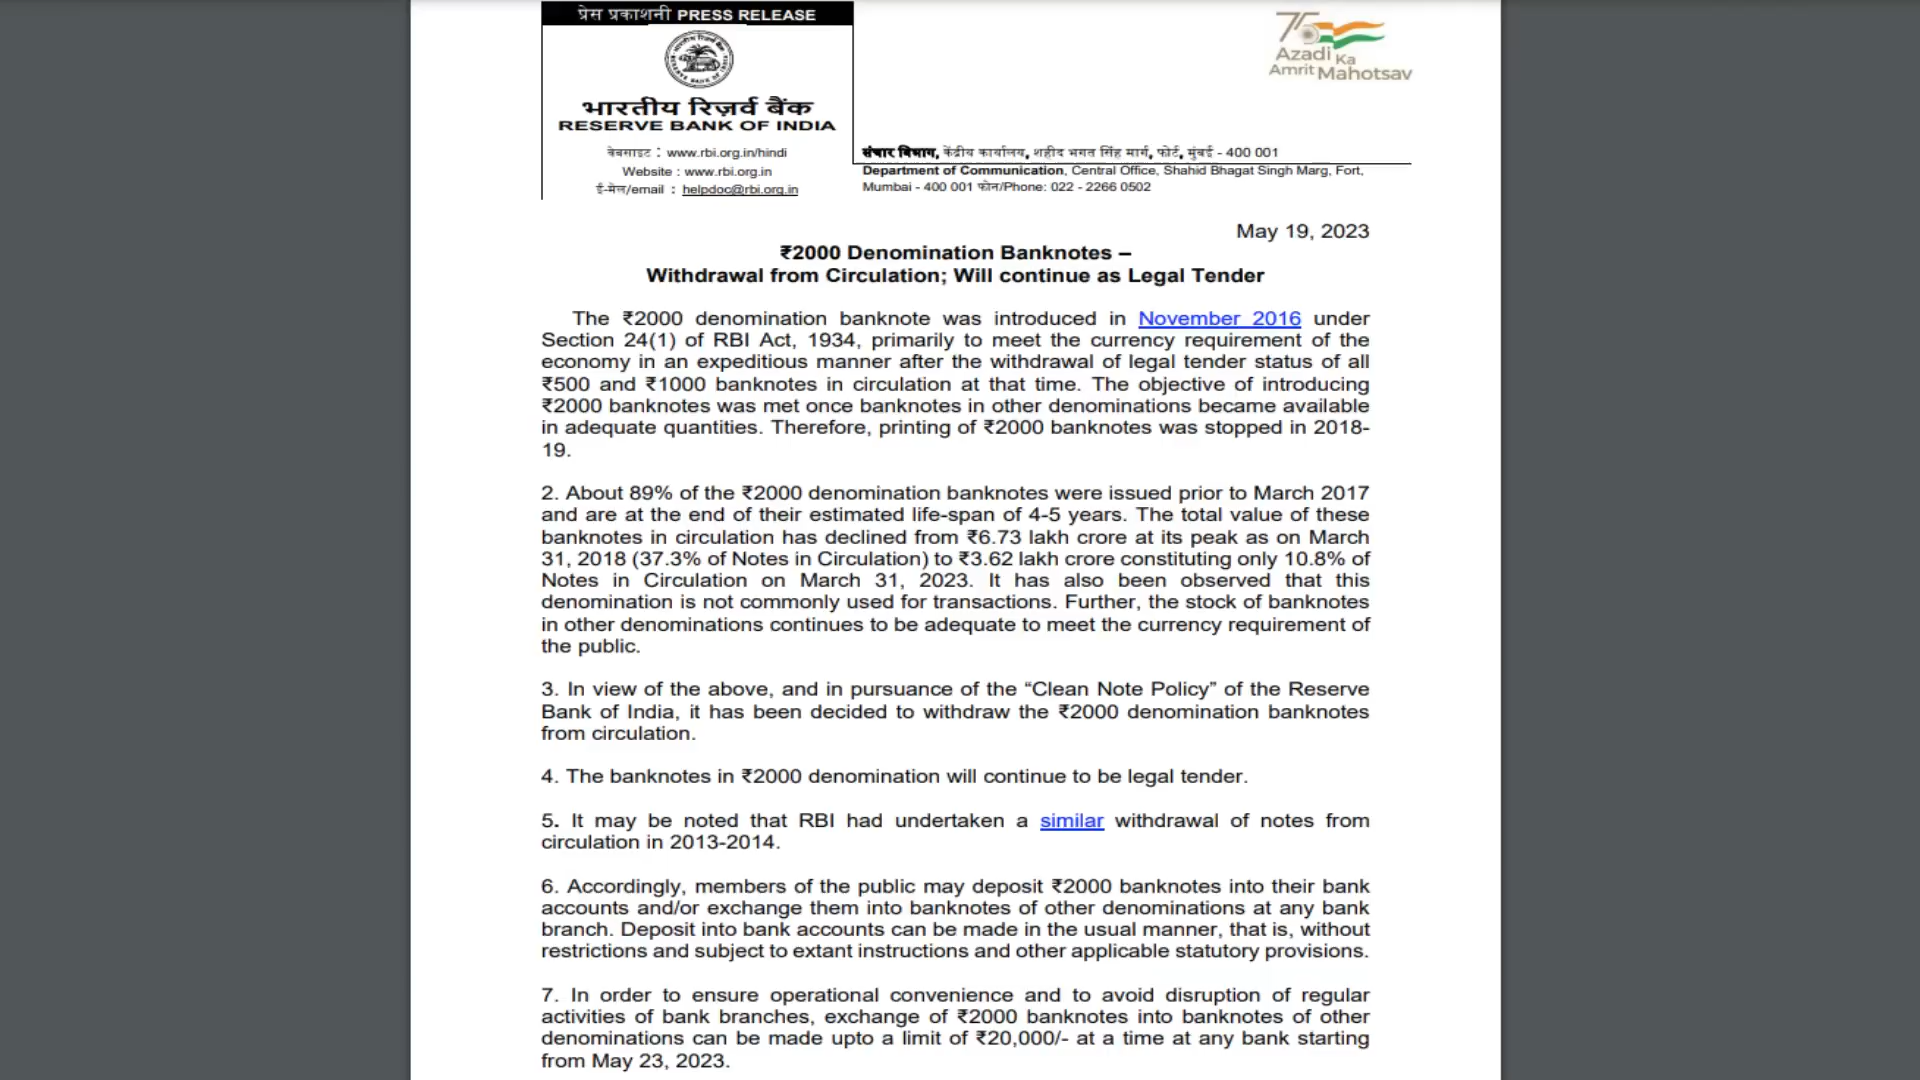 प्रेस प्रकाशनी PRESS RELEASE
भारतीय रिज़र्व बैंक
RESERVE BANK OF INDIA
वेबसाइट : www.rbi.org.in/hindi
Website : www.rbi.org.in
ई-मेल/email : helpdoc@rbi.org.in
75
Azadi Ka
Amrit Mahotsav
संचार विभाग, केंद्रीय कार्यालय, शहीद भगत सिंह मार्ग, फोर्ट, मुंबई - 400 001
Department of Communication, Central Office, Shahid Bhagat Singh Marg, Fort,
Mumbai - 400 001 फोन/Phone: 022 - 2266 0502
May 19, 2023
₹2000 Denomination Banknotes –
Withdrawal from Circulation; Will continue as Legal Tender
The ₹2000 denomination banknote was introduced in November 2016 under
Section 24(1) of RBI Act, 1934, primarily to meet the currency requirement of the
economy in an expeditious manner after the withdrawal of legal tender status of all
₹500 and ₹1000 banknotes in circulation at that time. The objective of introducing
₹2000 banknotes was met once banknotes in other denominations became available
in adequate quantities. Therefore, printing of ₹2000 banknotes was stopped in 2018-
19.
2. About 89% of the ₹2000 denomination banknotes were issued prior to March 2017
and are at the end of their estimated life-span of 4-5 years. The total value of these
banknotes in circulation has declined from ₹6.73 lakh crore at its peak as on March
31, 2018 (37.3% of Notes in Circulation) to ₹3.62 lakh crore constituting only 10.8% of
Notes in Circulation on March 31, 2023. It has also been observed that this
denomination is not commonly used for transactions. Further, the stock of banknotes
in other denominations continues to be adequate to meet the currency requirement of
the public.
3. In view of the above, and in pursuance of the “Clean Note Policy” of the Reserve
Bank of India, it has been decided to withdraw the ₹2000 denomination banknotes
from circulation.
4. The banknotes in ₹2000 denomination will continue to be legal tender.
5. It may be noted that RBI had undertaken a similar withdrawal of notes from
circulation in 2013-2014.
6. Accordingly, members of the public may deposit ₹2000 banknotes into their bank
accounts and/or exchange them into banknotes of other denominations at any bank
branch. Deposit into bank accounts can be made in the usual manner, that is, without
restrictions and subject to extant instructions and other applicable statutory provisions.
7. In order to ensure operational convenience and to avoid disruption of regular
activities of bank branches, exchange of ₹2000 banknotes into banknotes of other
denominations can be made upto a limit of ₹20,000/- at a time at any bank starting
from May 23, 2023.